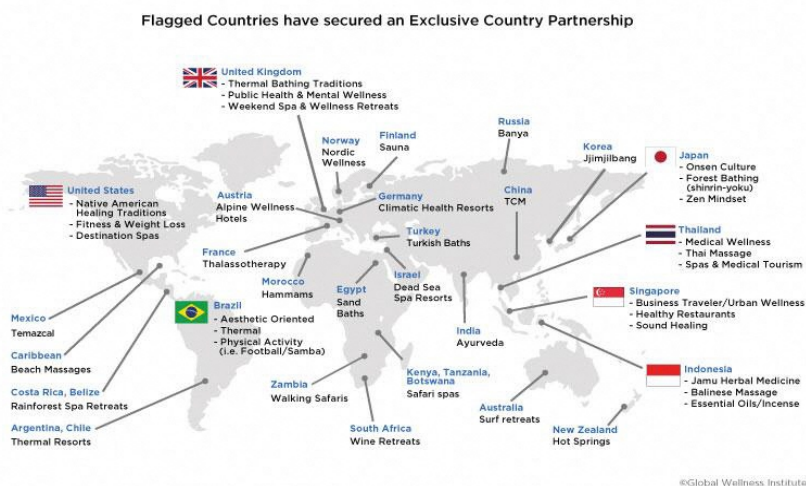 Flagged Countries have secured an Exclusive Country Partnership
United Kingdom
- Thermal Bathing Traditions
- Public Health & Mental Wellness
- Weekend Spa & Wellness Retreats
Norway
Nordic
Wellness
Finland
Sauna
Russia
Banya
Korea
Jjimjilbang
Japan
- Onsen Culture
- Forest Bathing
(shinrin-yoku)
- Zen Mindset
United States
- Native American
Healing Traditions
- Fitness & Weight Loss
- Destination Spas
Austria
Alpine Wellness
Hotels
Germany
Climatic Health Resorts
China
TCM
France
Thalassotherapy
Turkey
Turkish Baths
Thailand
- Medical Wellness
- Thai Massage
- Spas & Medical Tourism
Morocco
Hammams
Egypt
Sand
Baths
Israel
Dead Sea
Spa Resorts
Singapore
- Business Traveler/Urban Wellness
- Healthy Restaurants
- Sound Healing
Brazil
- Aesthetic Oriented
- Thermal
- Physical Activity
(i.e. Football/Samba)
Mexico
Temazcal
India
Ayurveda
Caribbean
Beach Massages
Indonesia
- Jamu Herbal Medicine
- Balinese Massage
- Essential Oils/Incense
Costa Rica, Belize
Rainforest Spa Retreats
Zambia
Walking Safaris
Kenya, Tanzania,
Botswana
Safari spas
Argentina, Chile
Thermal Resorts
South Africa
Wine Retreats
Australia
Surf retreats
New Zealand
Hot Springs
©Global Wellness Institute